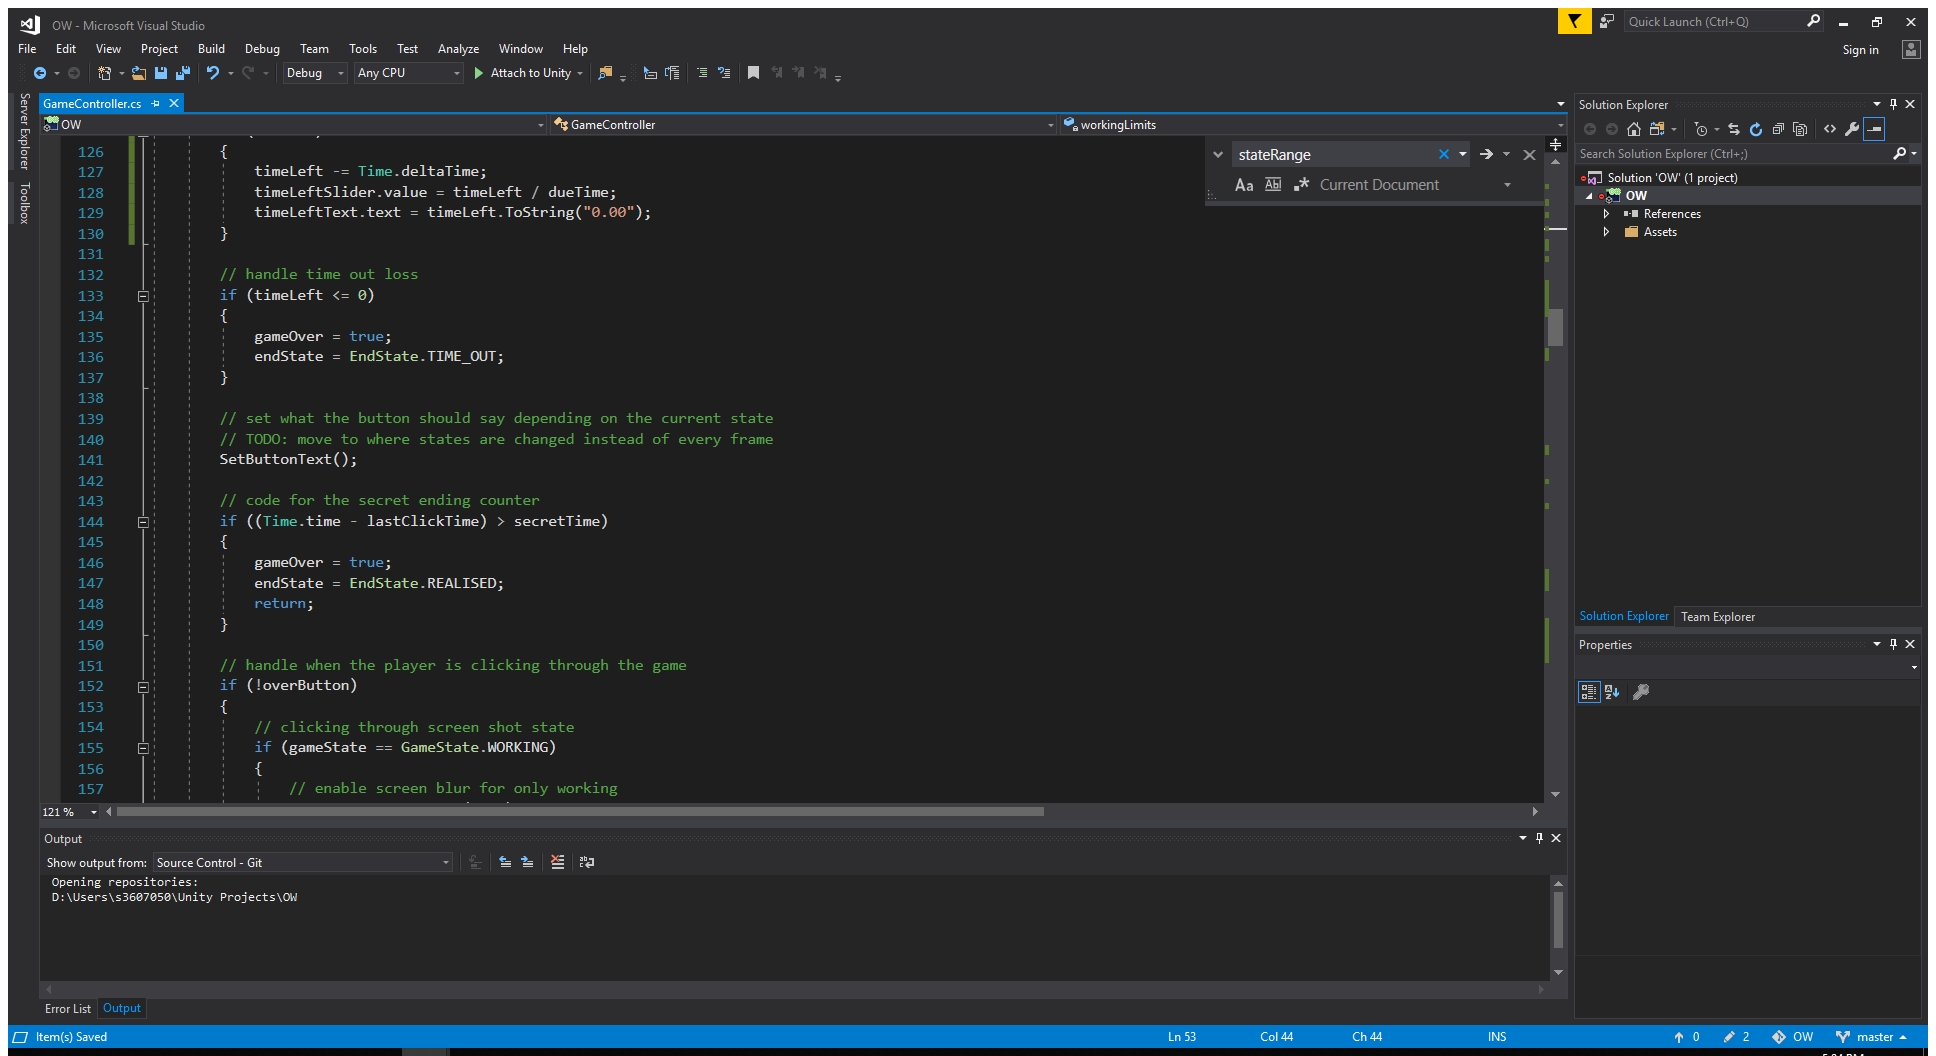 OW - Microsoft Visual Studio
Quick Launch (Ctrl+Q)
File Edit View Project Build Debug Team Tools Test Analyze Window Help
Sign in
Debug Any CPU Attach to Unity
Server Explorer
Toolbox
GameController.cs
OW GameController workingLimits
stateRange
Aa Abl .* Current Document
126 {
127 timeLeft -= Time.deltaTime;
128 timeLeftSlider.value = timeLeft / dueTime;
129 timeLeftText.text = timeLeft.ToString("0.00");
130 }
131
132 // handle time out loss
133 if (timeLeft <= 0)
134 {
135 gameOver = true;
136 endState = EndState.TIME_OUT;
137 }
138
139 // set what the button should say depending on the current state
140 // TODO: move to where states are changed instead of every frame
141 SetButtonText();
142
143 // code for the secret ending counter
144 if ((Time.time - lastClickTime) > secretTime)
145 {
146 gameOver = true;
147 endState = EndState.REALISED;
148 return;
149 }
150
151 // handle when the player is clicking through the game
152 if (!overButton)
153 {
154 // clicking through screen shot state
155 if (gameState == GameState.WORKING)
156 {
157 // enable screen blur for only working
121 %
Output
Show output from: Source Control - Git
Opening repositories:
D:\Users\s3607050\Unity Projects\OW
Error List Output
Solution Explorer
Search Solution Explorer (Ctrl+;)
Solution 'OW' (1 project)
OW
References
Assets
Solution Explorer Team Explorer
Properties
Item(s) Saved Ln 53 Col 44 Ch 44 INS 0 2 OW master